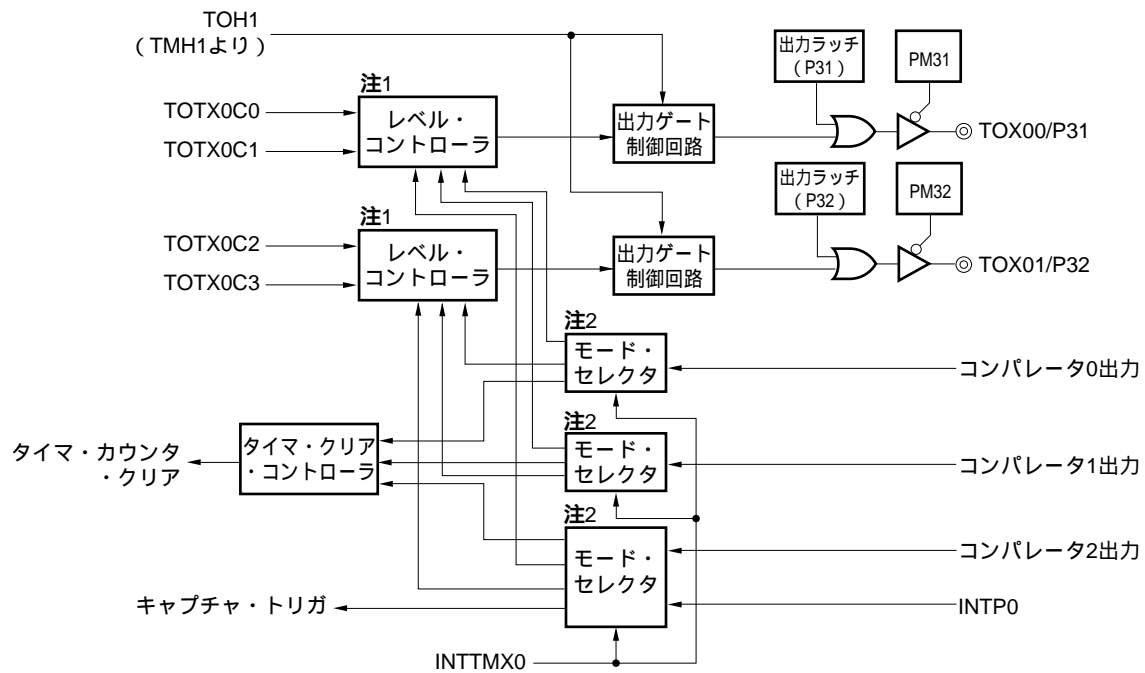 TOH1
（TMH1より）
出力ラッチ
（P31）
PM31
注1
TOTX0C0
レベル・
コントローラ
出力ゲート
制御回路
TOX00/P31
TOTX0C1
出力ラッチ
（P32）
PM32
注1
TOTX0C2
レベル・
コントローラ
出力ゲート
制御回路
TOX01/P32
TOTX0C3
注2
モード・
セレクタ
コンパレータ0出力
注2
タイマ・カウンタ
・クリア
タイマ・クリア
・コントローラ
モード・
セレクタ
コンパレータ1出力
注2
モード・
セレクタ
コンパレータ2出力
キャプチャ・トリガ
INTP0
INTTMX0